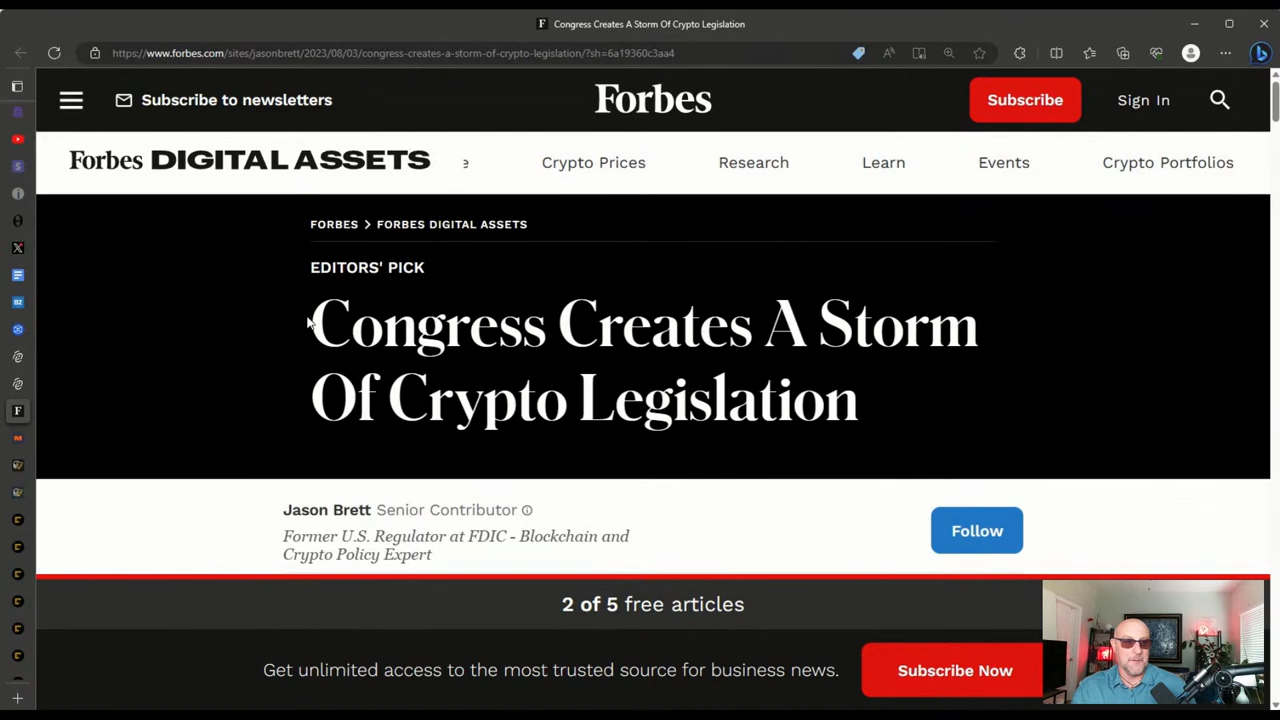 Congress Creates A Storm Of Crypto Legislation
https://www.forbes.com/sites/jasonbrett/2023/08/03/congress-creates-a-storm-of-crypto-legislation/?sh=6a19360c3aa4
Subscribe to newsletters
Forbes
Subscribe
Sign In
Forbes DIGITAL ASSETS
e
Crypto Prices
Research
Learn
Events
Crypto Portfolios
FORBES > FORBES DIGITAL ASSETS
EDITORS' PICK
Congress Creates A Storm
Of Crypto Legislation
Jason Brett Senior Contributor
Former U.S. Regulator at FDIC - Blockchain and
Crypto Policy Expert
Follow
2 of 5 free articles
Get unlimited access to the most trusted source for business news.
Subscribe Now